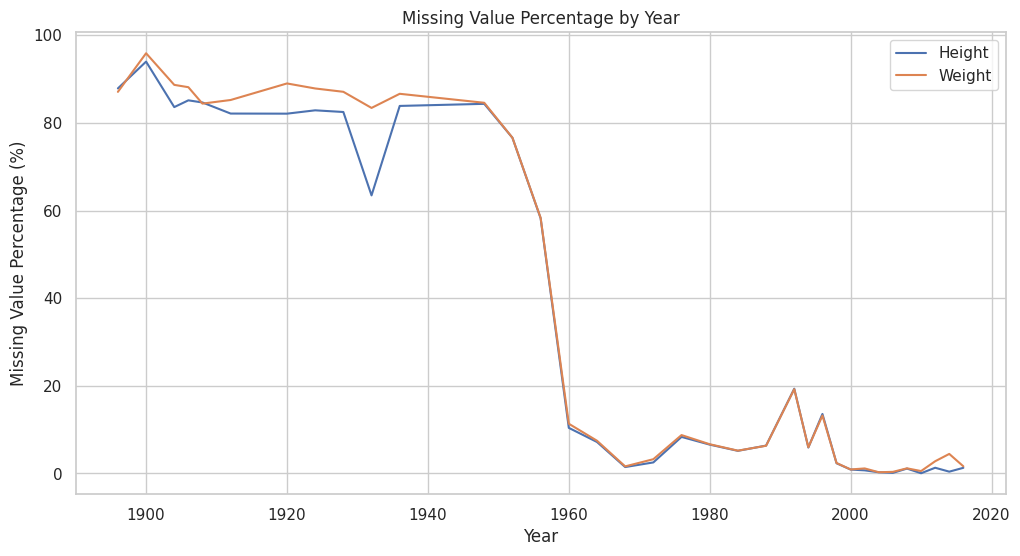 Missing Value Percentage by Year
Missing Value Percentage (%)
100
80
60
40
20
0
Height
Weight
1900
1920
1940
1960
1980
2000
2020
Year